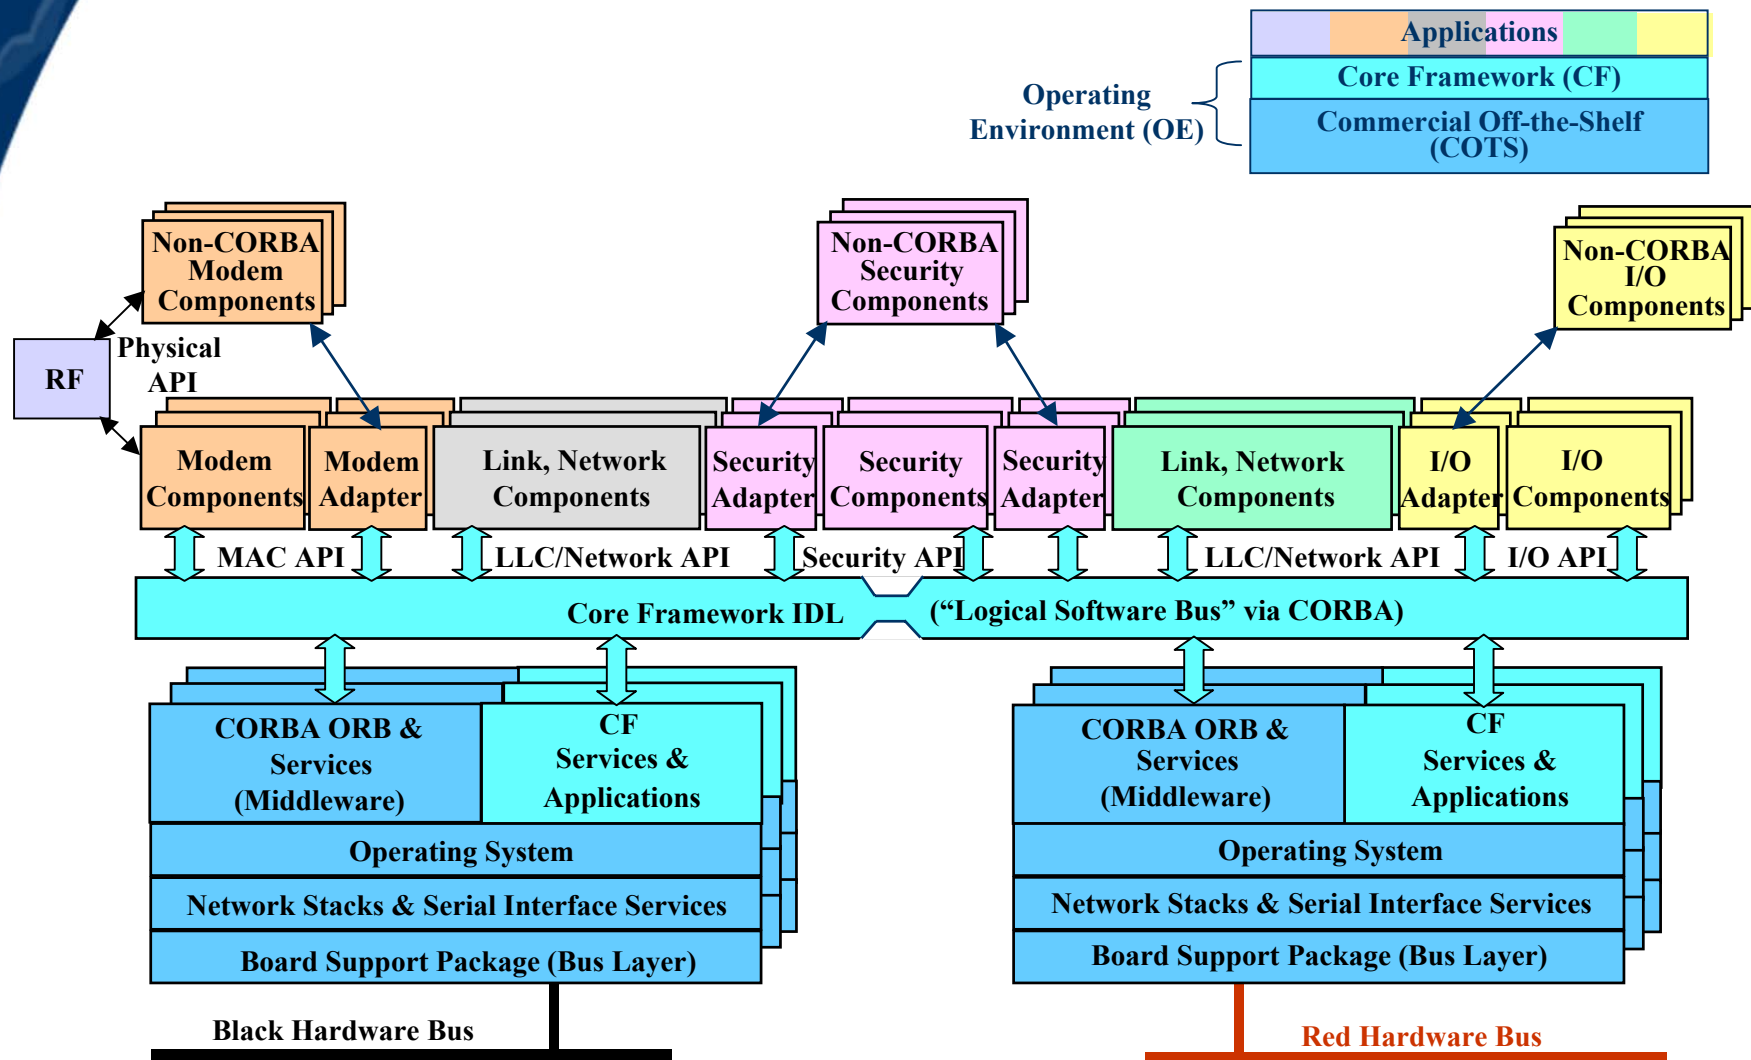 Applications
Core Framework (CF)
Operating
Environment (OE)
Commercial Off-the-Shelf
(COTS)
Non-CORBA
Modem
Components
Non-CORBA
Security
Components
Non-CORBA
I/O
Components
RF
Physical
API
Modem
Components
Modem
Adapter
Link, Network
Components
Security
Adapter
Security
Components
Security
Adapter
Link, Network
Components
I/O
Adapter
I/O
Components
MAC API
LLC/Network API
Security API
LLC/Network API
I/O API
Core Framework IDL
(“Logical Software Bus” via CORBA)
CORBA ORB &
Services
(Middleware)
CF
Services &
Applications
Operating System
Network Stacks & Serial Interface Services
Board Support Package (Bus Layer)
Black Hardware Bus
CORBA ORB &
Services
(Middleware)
CF
Services &
Applications
Operating System
Network Stacks & Serial Interface Services
Board Support Package (Bus Layer)
Red Hardware Bus